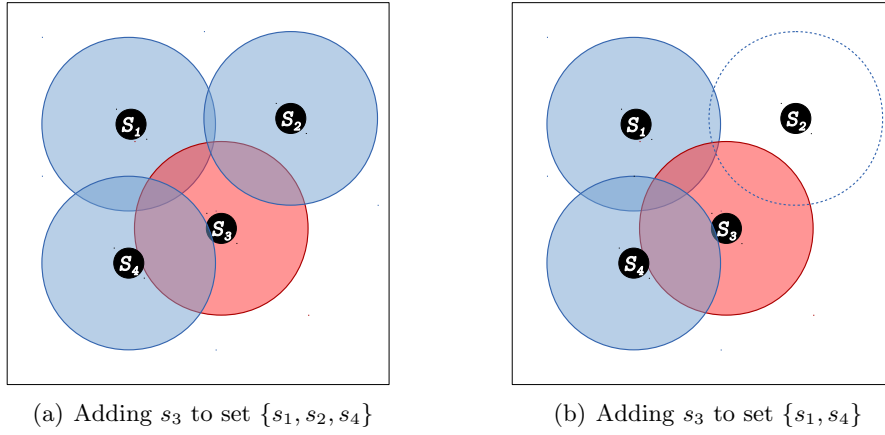 S1 S2 S1 S2
S3 S3
S4 S4
(a) Adding s3 to set {s1, s2, s4} (b) Adding s3 to set {s1, s4}